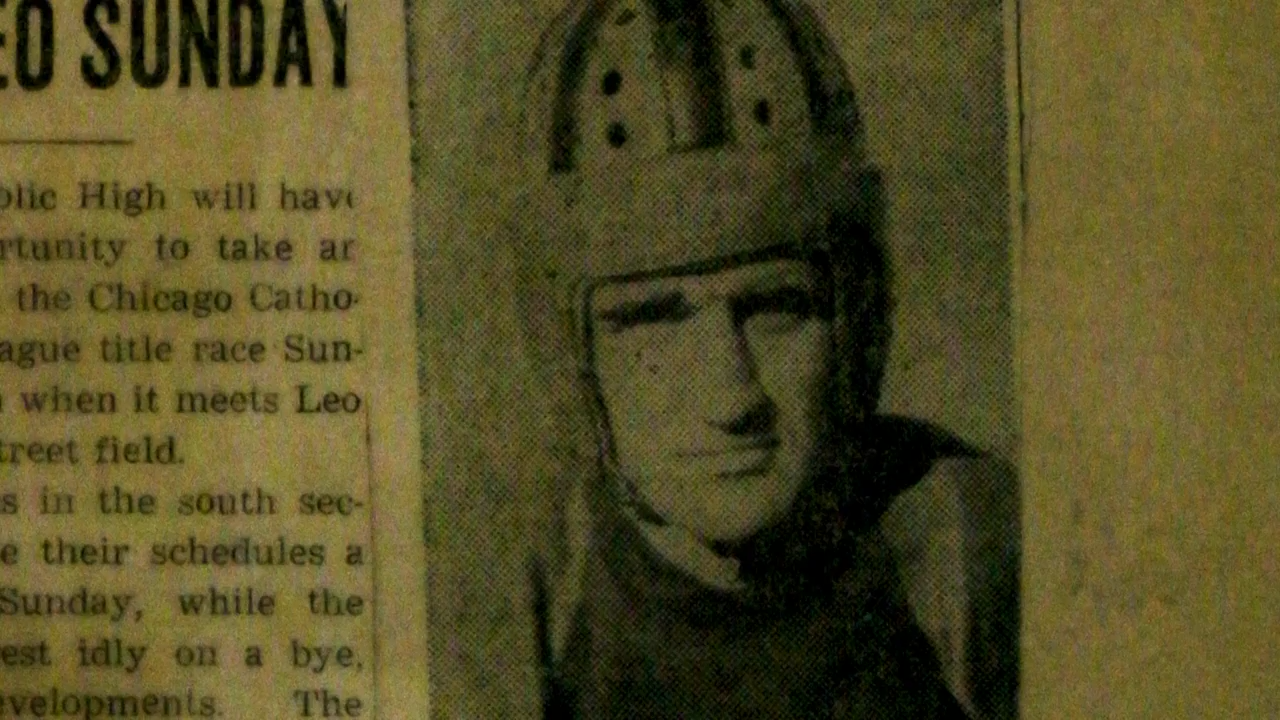 EO SUNDAY
olic High will have
rtunity to take an
the Chicago Catho-
ague title race Sun-
when it meets Leo
treet field.
s in the south sec-
e their schedules a
Sunday, while the
est idly on a bye,
evelopments. The